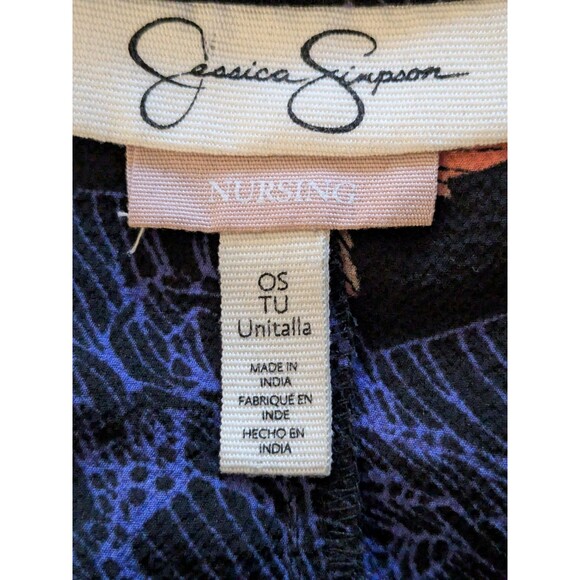 Jessica Simpson
NURSING
OS
TU
Unitalla
MADE IN
INDIA
FABRIQUÉ EN
INDE
HECHO EN
INDIA